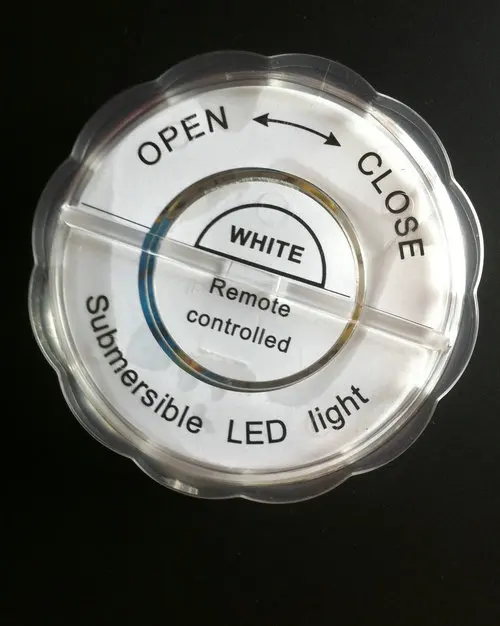 OPEN CLOSE
WHITE
Remote
controlled
Submersible LED light